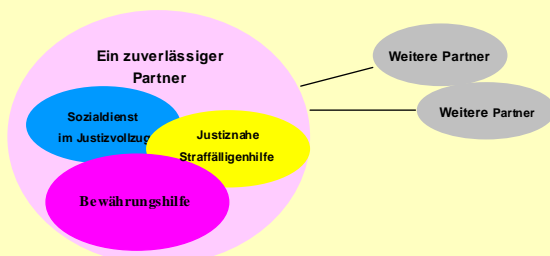 Ein zuverlässiger
Partner
Weitere Partner
Weitere Partner
Sozialdienst
im Justizvollzug
Justiznahe
Straffälligenhilfe
Bewährungshilfe